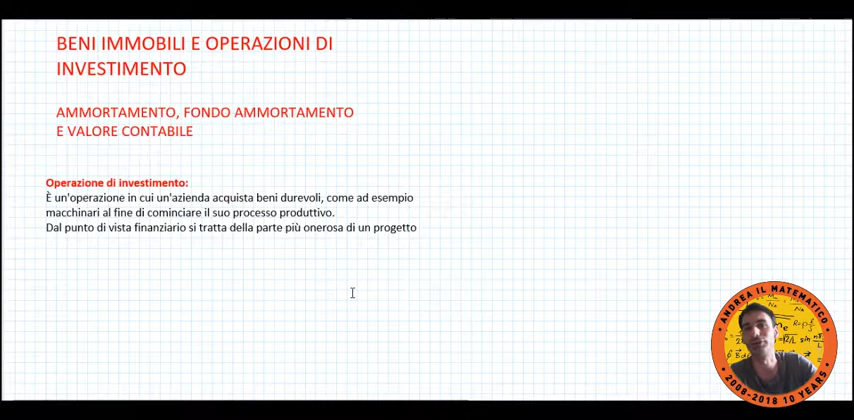 BENI IMMOBILI E OPERAZIONI DI
INVESTIMENTO
AMMORTAMENTO, FONDO AMMORTAMENTO
E VALORE CONTABILE
Operazione di investimento:
È un'operazione in cui un'azienda acquista beni durevoli, come ad esempio
macchinari al fine di cominciare il suo processo produttivo.
Dal punto di vista finanziario si tratta della parte più onerosa di un progetto
ANDREA IL MATEMATICO
2008-2018 10 YEARS